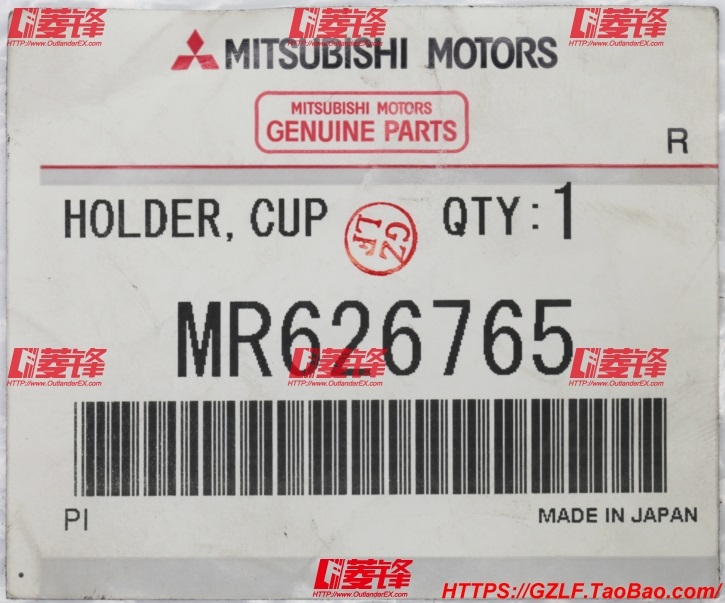 菱锋 菱锋 菱锋
HTTP://www.OutlanderEX.com HTTP://www.OutlanderEX.com HTTP://www.OutlanderEX.com
MITSUBISHI MOTORS
MITSUBISHI MOTORS
GENUINE PARTS
R
HOLDER, CUP GZ LF QTY:1
MR626765
菱锋 菱锋 菱锋
HTTP://www.OutlanderEX.com HTTP://www.OutlanderEX.com HTTP://www.OutlanderEX.com
PI MADE IN JAPAN
菱锋
HTTP://www.OutlanderEX.com
HTTPS://GZLF.TaoBao.com/